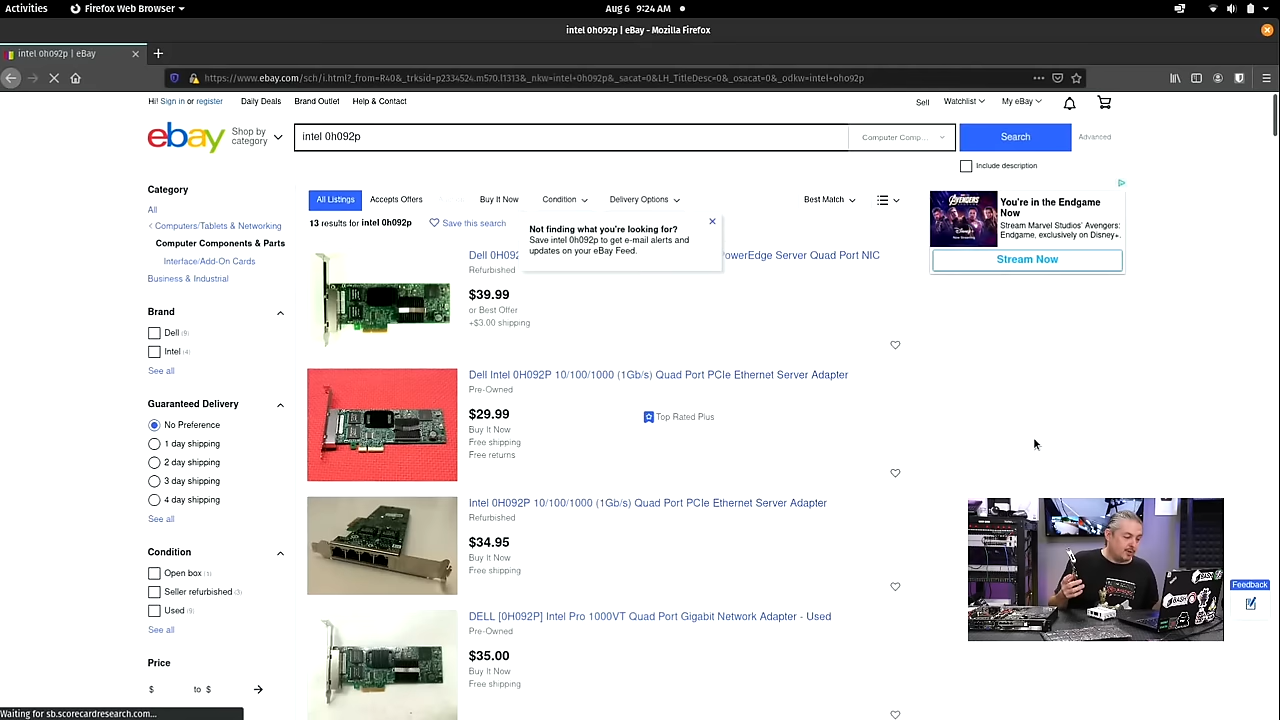 Activities
Firefox Web Browser
Aug 6 9:24 AM
intel 0h092p | eBay - Mozilla Firefox
intel 0h092p | eBay
https://www.ebay.com/sch/i.html?_from=R40&_trksid=p2334524.m570.l1313&_nkw=intel+0h092p&_sacat=0&LH_TitleDesc=0&_osacat=0&_odkw=intel+oho92p
Hi! Sign in or register
Daily Deals
Brand Outlet
Help & Contact
Sell
Watchlist
My eBay
ebay
Shop by
category
intel 0h092p
Computer Comp...
Search
Advanced
Include description
Category
All
Computers/Tablets & Networking
Computer Components & Parts
Interface/Add-On Cards
Business & Industrial
Brand
Dell (9)
Intel (4)
See all
Guaranteed Delivery
No Preference
1 day shipping
2 day shipping
3 day shipping
4 day shipping
See all
Condition
Open box (1)
Seller refurbished (3)
Used (9)
See all
Price
$ to $
All Listings
Accepts Offers
Buy It Now
Condition
Delivery Options
Best Match
13 results for intel 0h092p
Save this search
Not finding what you're looking for?
Save intel 0h092p to get e-mail alerts and
updates on your eBay Feed.
Dell 0H092 PowerEdge Server Quad Port NIC
Refurbished
$39.99
or Best Offer
+$3.00 shipping
Dell Intel 0H092P 10/100/1000 (1Gb/s) Quad Port PCIe Ethernet Server Adapter
Pre-Owned
$29.99
Top Rated Plus
Buy It Now
Free shipping
Free returns
Intel 0H092P 10/100/1000 (1Gb/s) Quad Port PCIe Ethernet Server Adapter
Refurbished
$34.95
Buy It Now
Free shipping
DELL [0H092P] Intel Pro 1000VT Quad Port Gigabit Network Adapter - Used
Pre-Owned
$35.00
Buy It Now
Free shipping
AVENGERS
You're in the Endgame
Now
Stream Marvel Studios' Avengers:
Endgame, exclusively on Disney+.
Stream Now
Feedback
Waiting for sb.scorecardresearch.com...